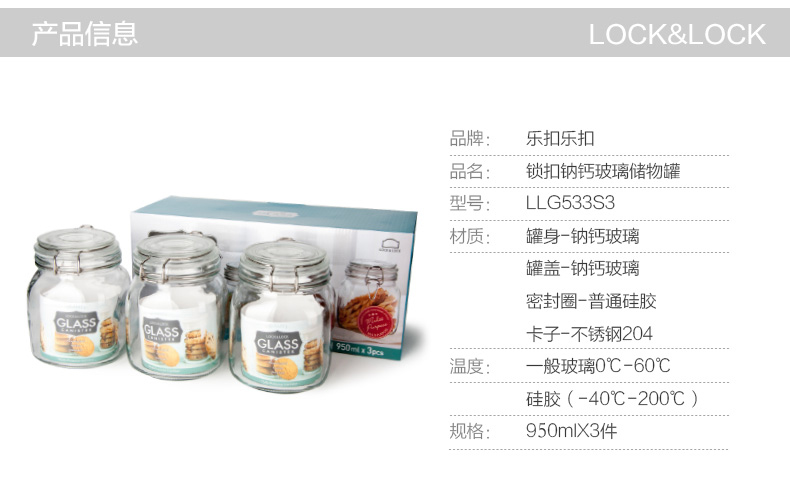 产品信息
LOCK&LOCK
品牌： 乐扣乐扣
品名： 锁扣钠钙玻璃储物罐
型号： LLG533S3
材质： 罐身-钠钙玻璃
罐盖-钠钙玻璃
密封圈-普通硅胶
卡子-不锈钢204
温度： 一般玻璃0℃-60℃
硅胶（-40℃-200℃）
规格： 950mlX3件
GLASS
CANISTER
GLASS
CANISTER
GLASS
CANISTER
950ml x 3pcs